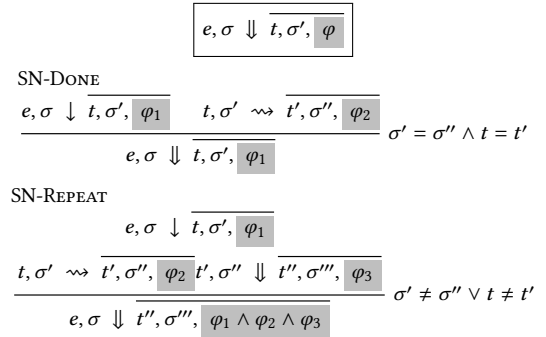 e, σ ⇓ t, σ′, φ
SN-Done
e, σ ↓ t, σ′, φ₁ t, σ′ ⇝ t′, σ″, φ₂
σ′ = σ″ ∧ t = t′
e, σ ⇓ t, σ′, φ₁
SN-Repeat
e, σ ↓ t, σ′, φ₁
t, σ′ ⇝ t′, σ″, φ₂ t′, σ″ ⇓ t″, σ‴, φ₃
σ′ ≠ σ″ ∨ t ≠ t′
e, σ ⇓ t″, σ‴, φ₁ ∧ φ₂ ∧ φ₃